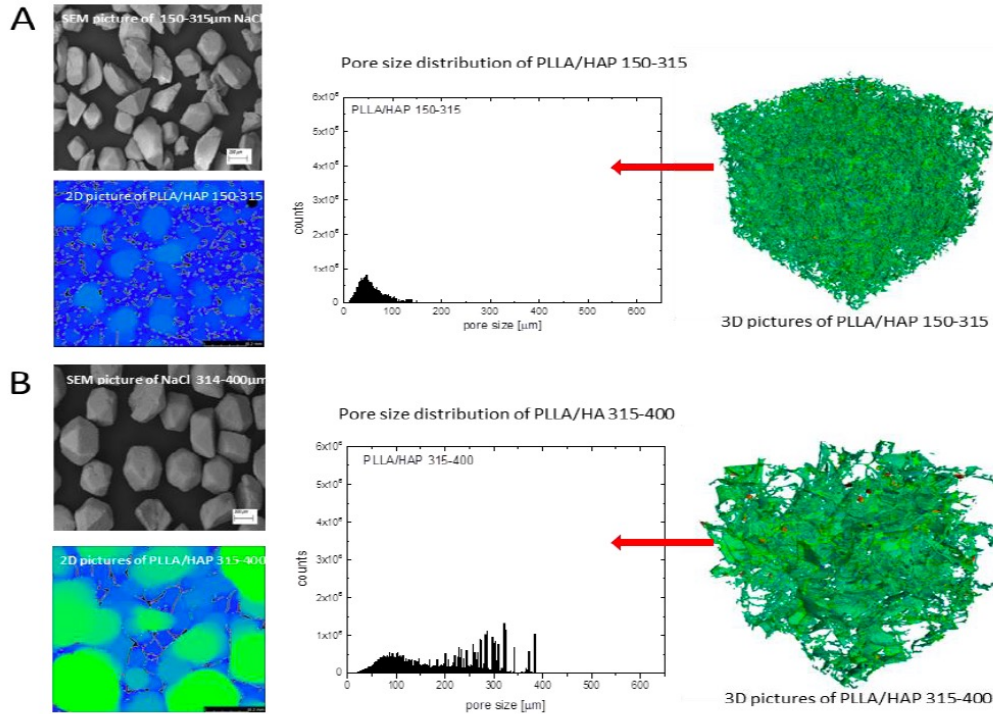 A
SEM picture of 150-315µm NaCl
200 µm
2D picture of PLLA/HAP 150-315
Pore size distribution of PLLA/HAP 150-315
PLLA/HAP 150-315
6x10⁶
5x10⁶
4x10⁶
3x10⁶
2x10⁶
1x10⁶
0
counts
0 100 200 300 400 500 600
pore size [µm]
3D pictures of PLLA/HAP 150-315
B
SEM picture of NaCl 314-400µm
200 µm
2D pictures of PLLA/HAP 315-400
Pore size distribution of PLLA/HA 315-400
PLLA/HAP 315-400
6x10⁶
5x10⁶
4x10⁶
3x10⁶
2x10⁶
1x10⁶
0
counts
0 100 200 300 400 500 600
pore size [µm]
3D pictures of PLLA/HAP 315-400